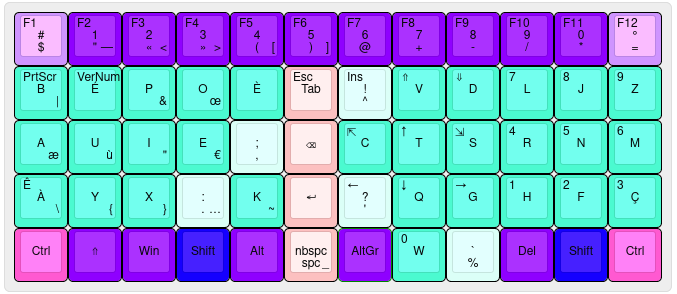 F1 F2 F3 F4 F5 F6 F7 F8 F9 F10 F11 F12
# 1 2 3 4 5 6 7 8 9 0 °
$ " — « < » > ( [ ) ] @ + - / * =
PrtScr VerNum Esc Ins ⇑ ⇓ 7 8 9
B É P O È Tab ! V D L J Z
| & œ ^
↖ ↑ ⇲ 4 5 6
A U I E ; ⌫ C T S R N M
æ ù " € ,
Ê ← ↓ → 1 2 3
À Y X : K ↩ ? Q G H F Ç
\ { } . … ~ '
0
Ctrl ⇑ Win Shift Alt nbspc AltGr W ` Del Shift Ctrl
spc _ %